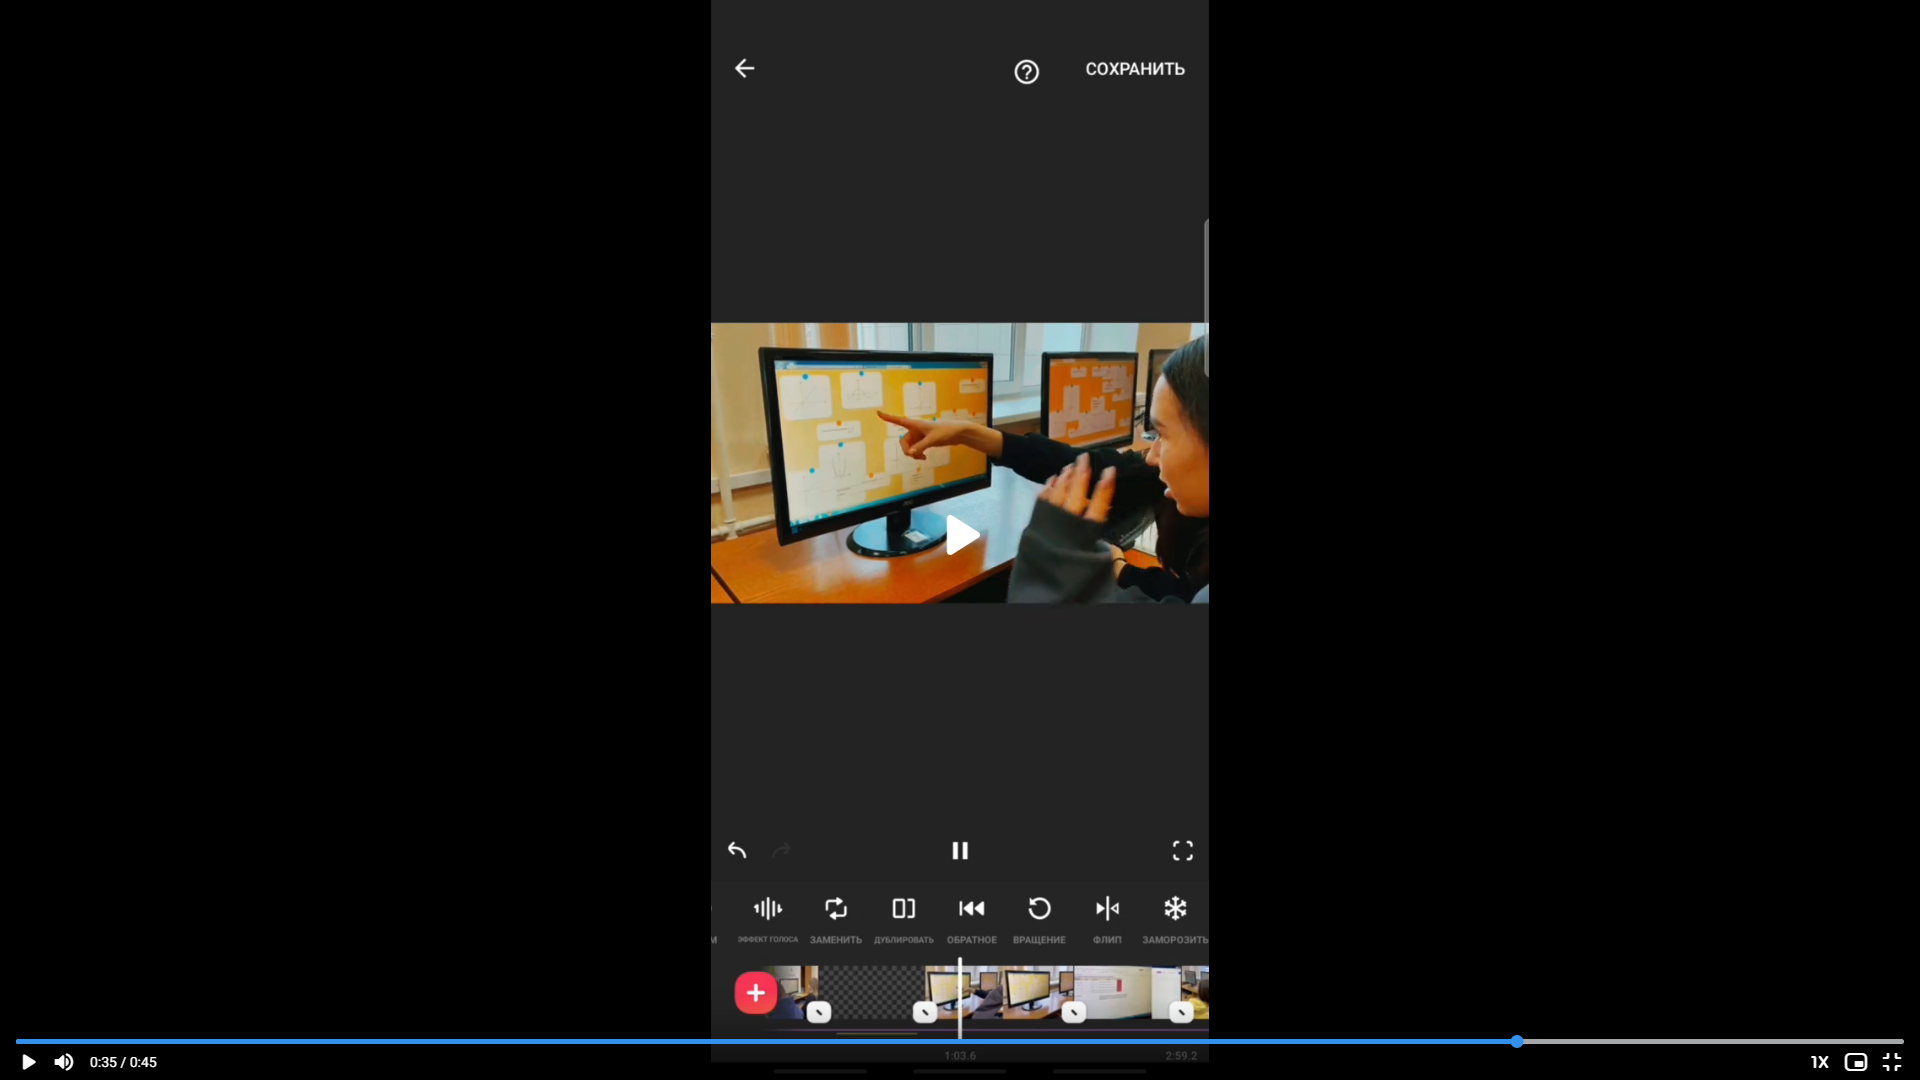 СОХРАНИТЬ
М
ЭФФЕКТ ГОЛОСА
ЗАМЕНИТЬ
ДУБЛИРОВАТЬ
ОБРАТНОЕ
ВРАЩЕНИЕ
ФЛИП
ЗАМОРОЗИТЬ
1:03.6
2:59.2
0:35 / 0:45
1X